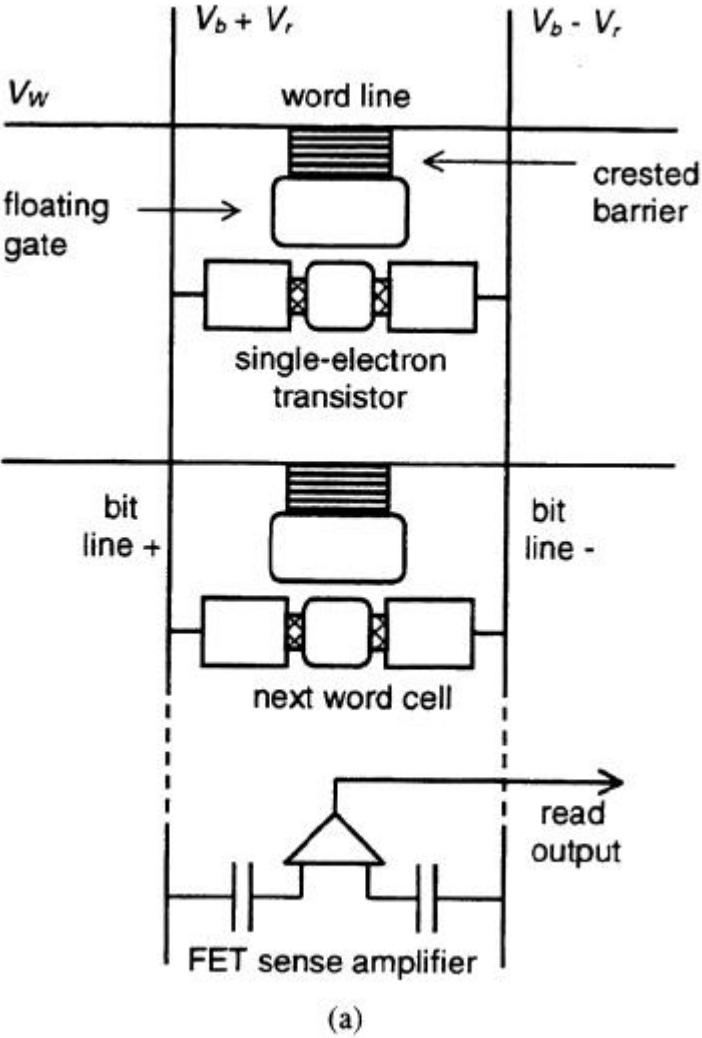 V_b + V_r
V_b - V_r
V_W
word line
floating
gate
crested
barrier
single-electron
transistor
bit
line +
bit
line -
next word cell
read
output
FET sense amplifier
(a)